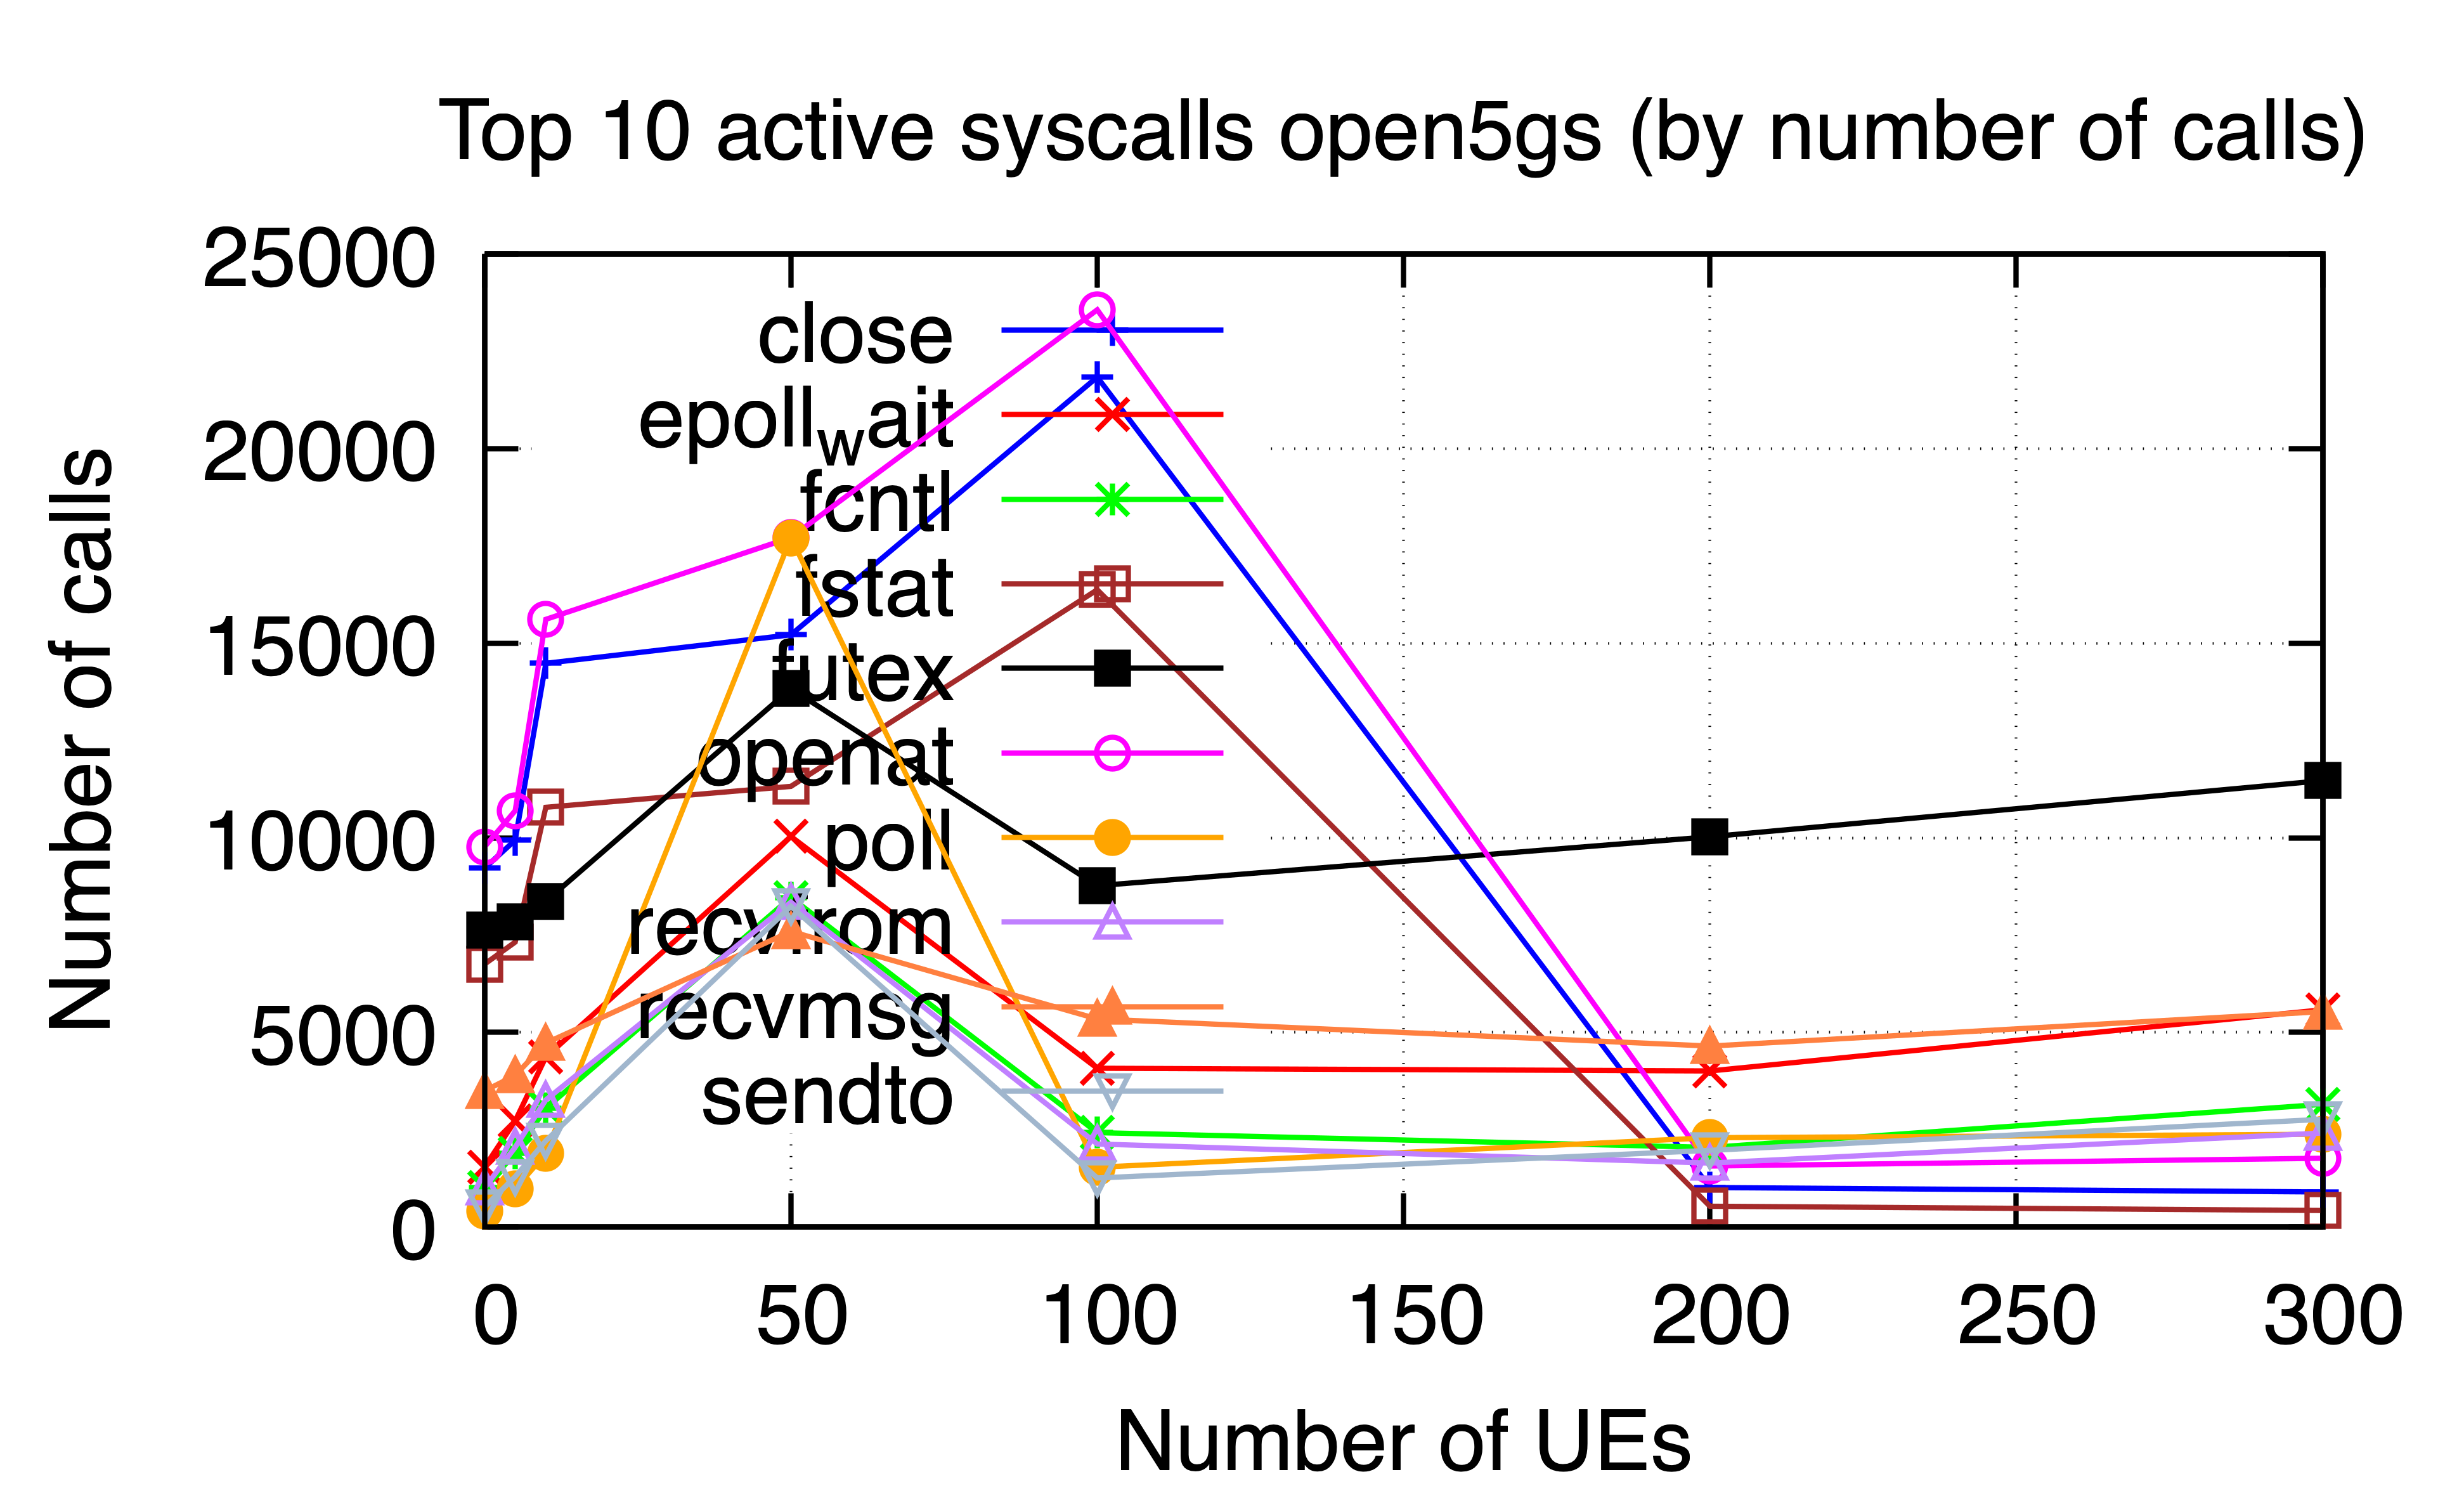 Top 10 active syscalls open5gs (by number of calls)
25000
20000
15000
10000
5000
0
Number of calls
close
epollwait
fcntl
fstat
futex
openat
poll
recvfrom
recvmsg
sendto
0 50 100 150 200 250 300
Number of UEs